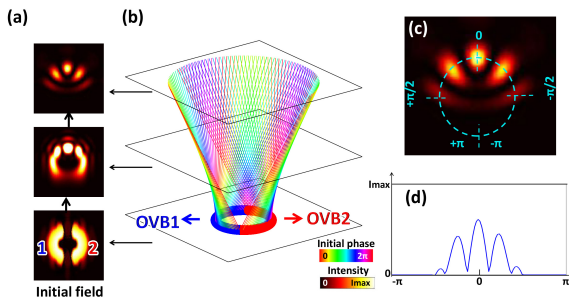 (a)
1 2
Initial field
(b)
OVB1
OVB2
Initial phase
0 2π
Intensity
0 Imax
(c)
0
+π/2
-π/2
+π -π
(d)
Imax
0
-π 0 π